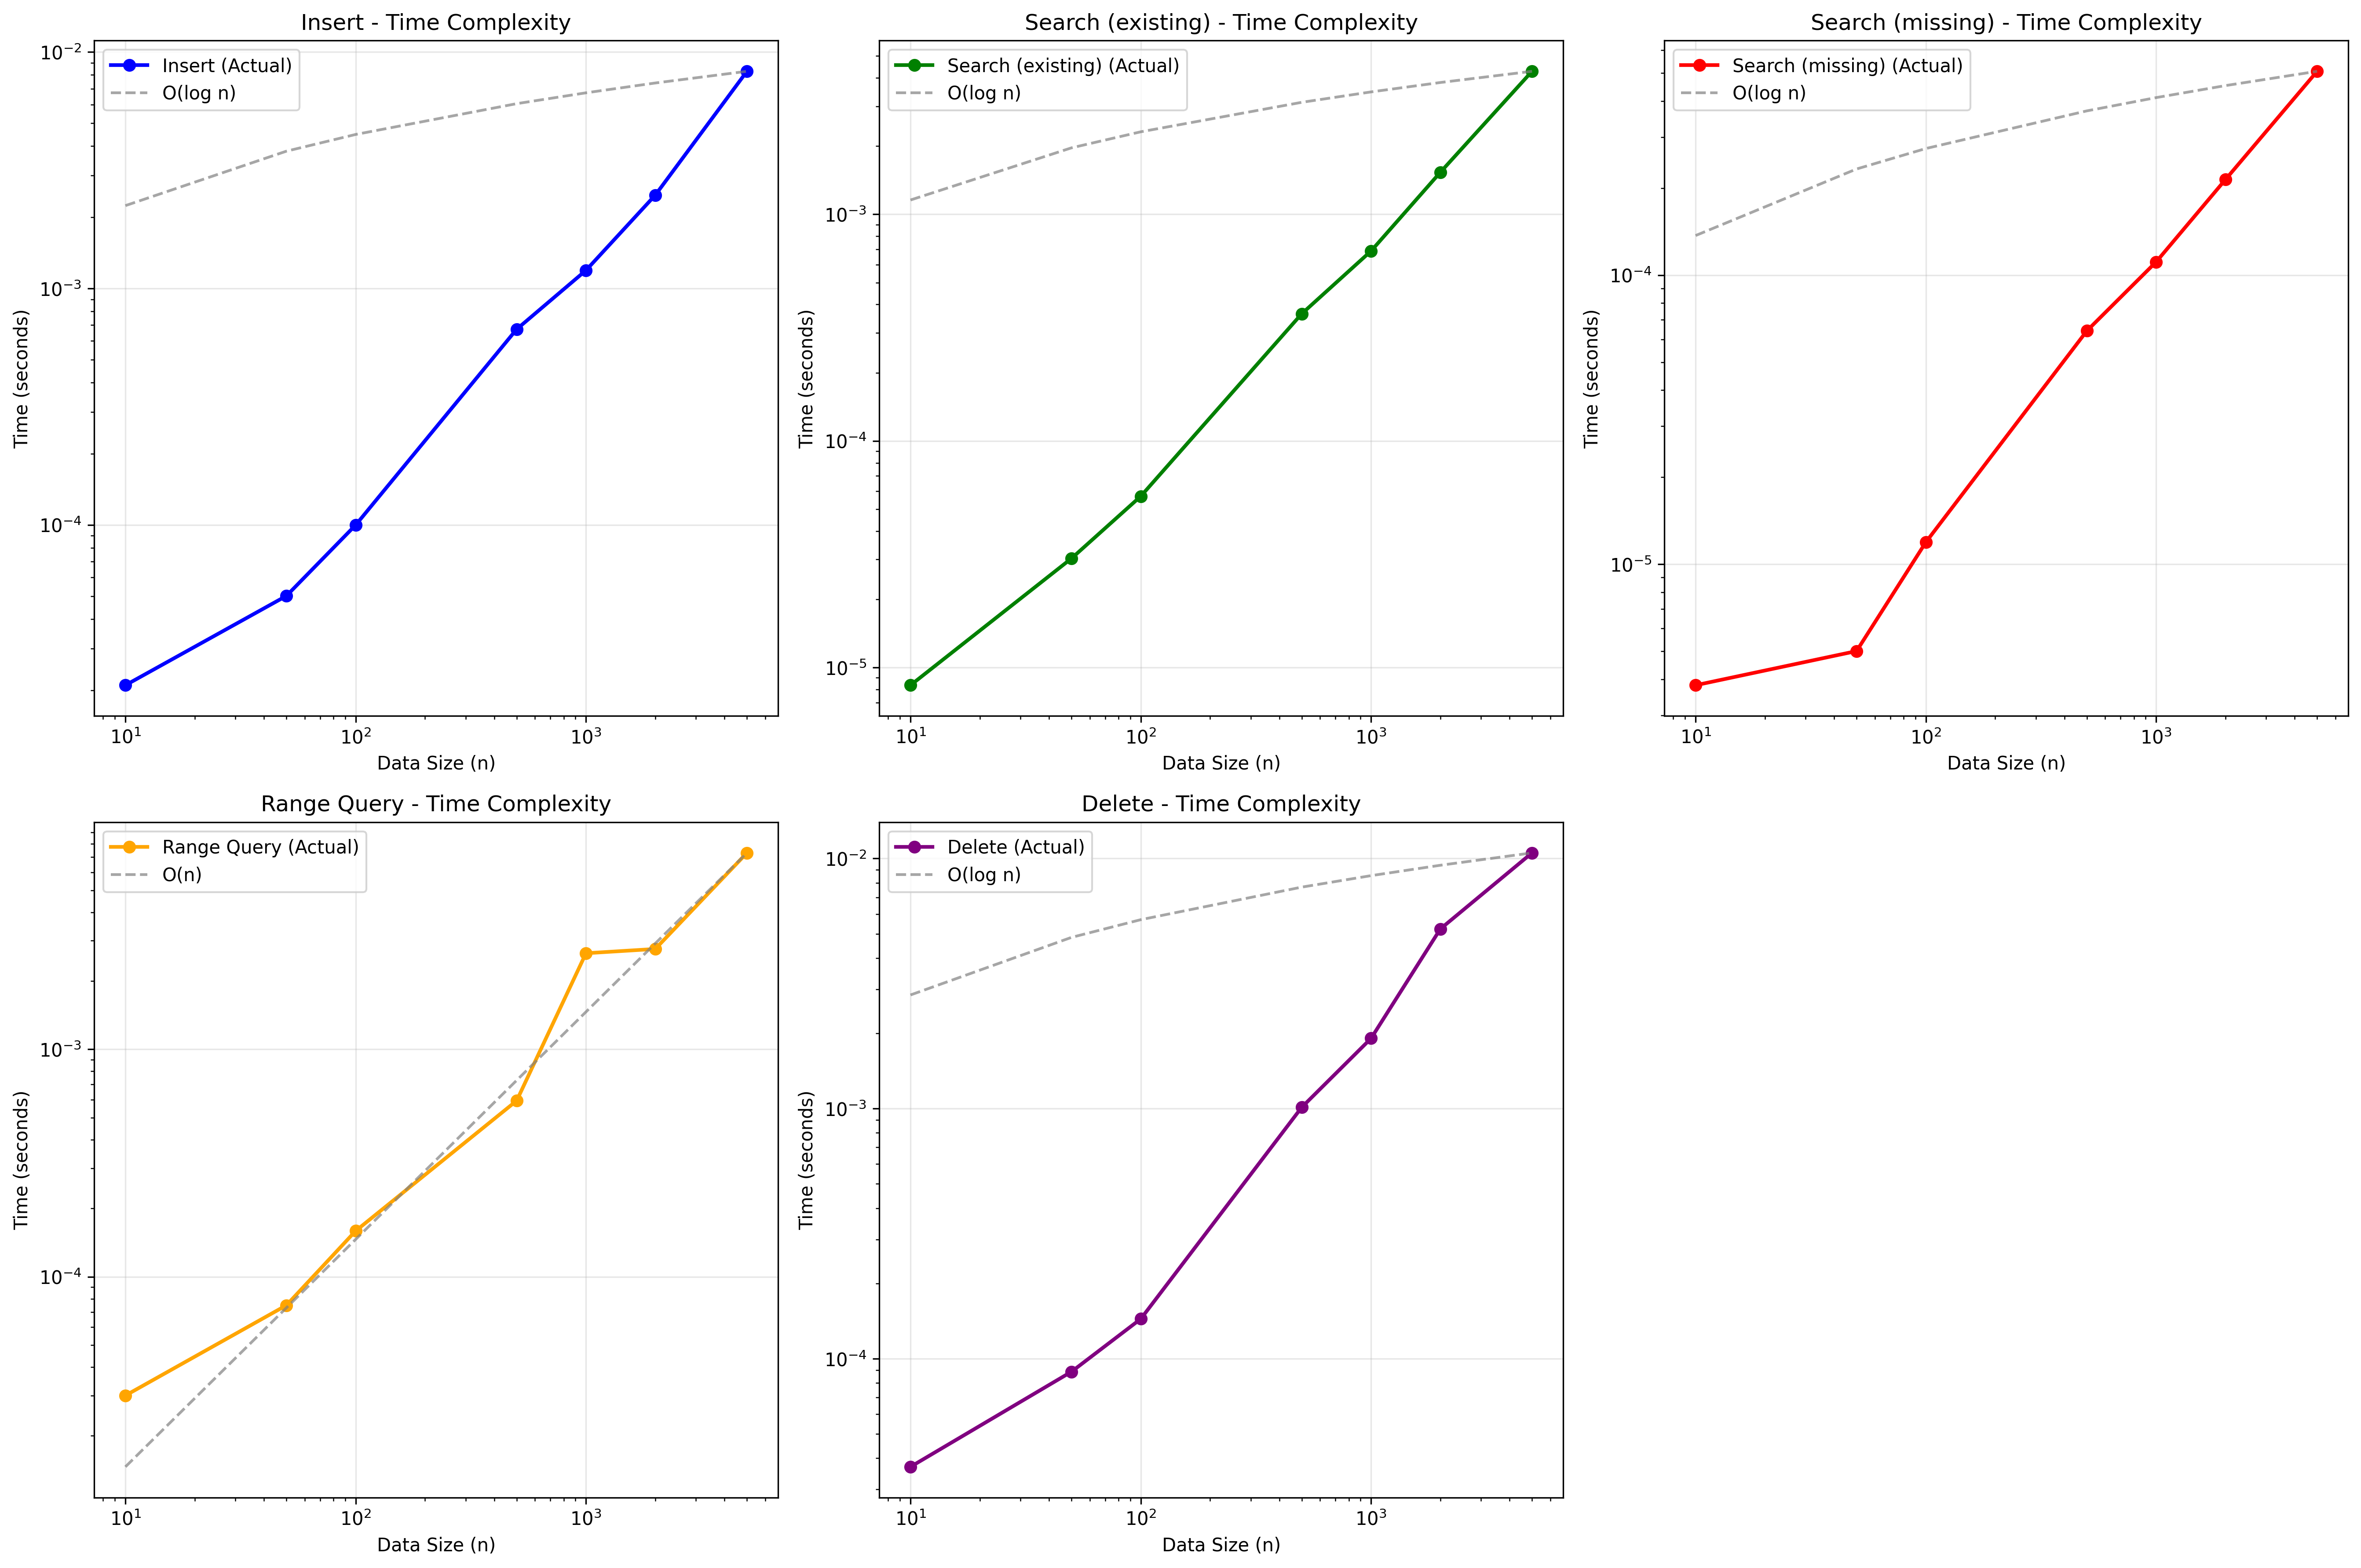 Insert - Time Complexity
Insert (Actual)
O(log n)
10⁻²
10⁻³
10⁻⁴
Time (seconds)
10¹ 10² 10³
Data Size (n)
Search (existing) - Time Complexity
Search (existing) (Actual)
O(log n)
10⁻³
10⁻⁴
10⁻⁵
Time (seconds)
10¹ 10² 10³
Data Size (n)
Search (missing) - Time Complexity
Search (missing) (Actual)
O(log n)
10⁻⁴
10⁻⁵
Time (seconds)
10¹ 10² 10³
Data Size (n)
Range Query - Time Complexity
Range Query (Actual)
O(n)
10⁻³
10⁻⁴
Time (seconds)
10¹ 10² 10³
Data Size (n)
Delete - Time Complexity
Delete (Actual)
O(log n)
10⁻²
10⁻³
10⁻⁴
Time (seconds)
10¹ 10² 10³
Data Size (n)